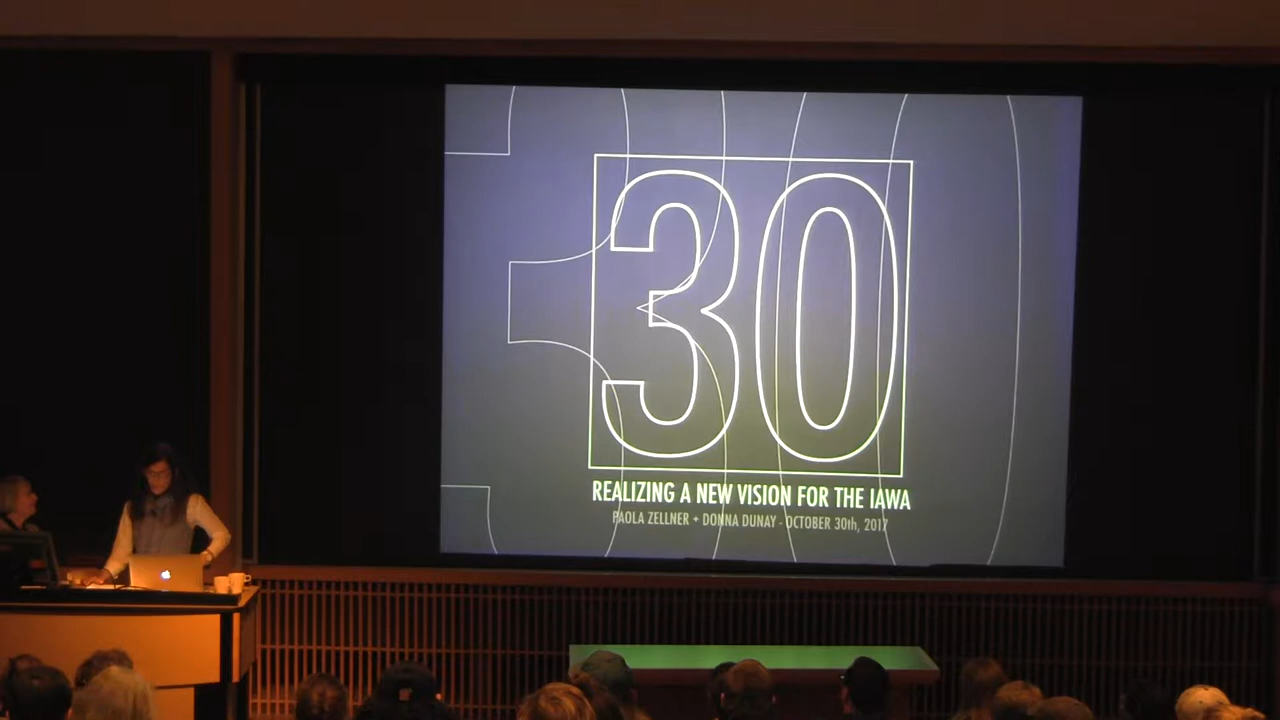 30
REALIZING A NEW VISION FOR THE IAWA
PAOLA ZELLNER + DONNA DUNAY - OCTOBER 30th, 2017